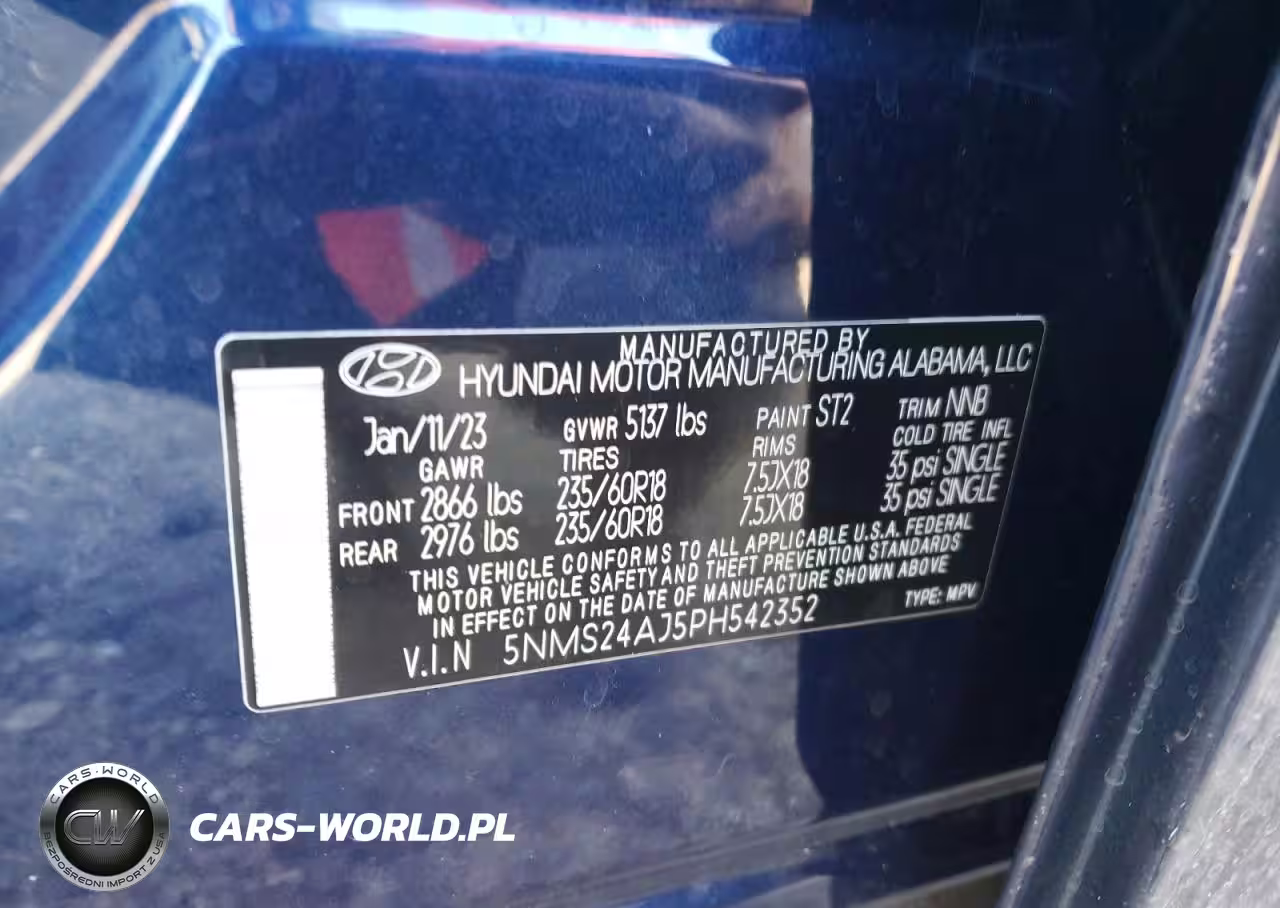 MANUFACTURED BY
HYUNDAI MOTOR MANUFACTURING ALABAMA, LLC
Jan/11/23 GVWR 5137 lbs PAINT ST2 TRIM NNB
GAWR TIRES RIMS COLD TIRE INFL
FRONT 2866 lbs 235/60R18 7.5JX18 35 psi SINGLE
REAR 2976 lbs 235/60R18 7.5JX18 35 psi SINGLE
THIS VEHICLE CONFORMS TO ALL APPLICABLE U.S.A. FEDERAL
MOTOR VEHICLE SAFETY AND THEFT PREVENTION STANDARDS
IN EFFECT ON THE DATE OF MANUFACTURE SHOWN ABOVE
V.I.N 5NMS24AJ5PH542352 TYPE: MPV
CARS-WORLD
CW
BEZPOŚREDNI IMPORT Z USA
CARS-WORLD.PL